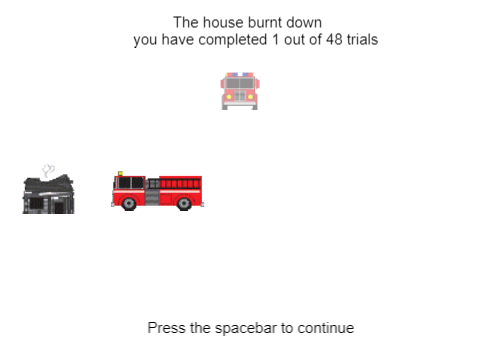 The house burnt down
you have completed 1 out of 48 trials
Press the spacebar to continue